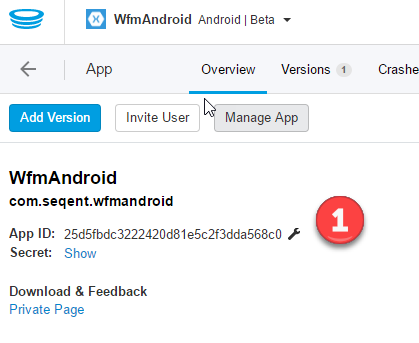 WfmAndroid Android | Beta
App Overview Versions 1 Crashe
Add Version Invite User Manage App
WfmAndroid
com.seqent.wfmandroid
App ID: 25d5fbdc3222420d81e5c2f3dda568c0
1
Secret: Show
Download & Feedback
Private Page